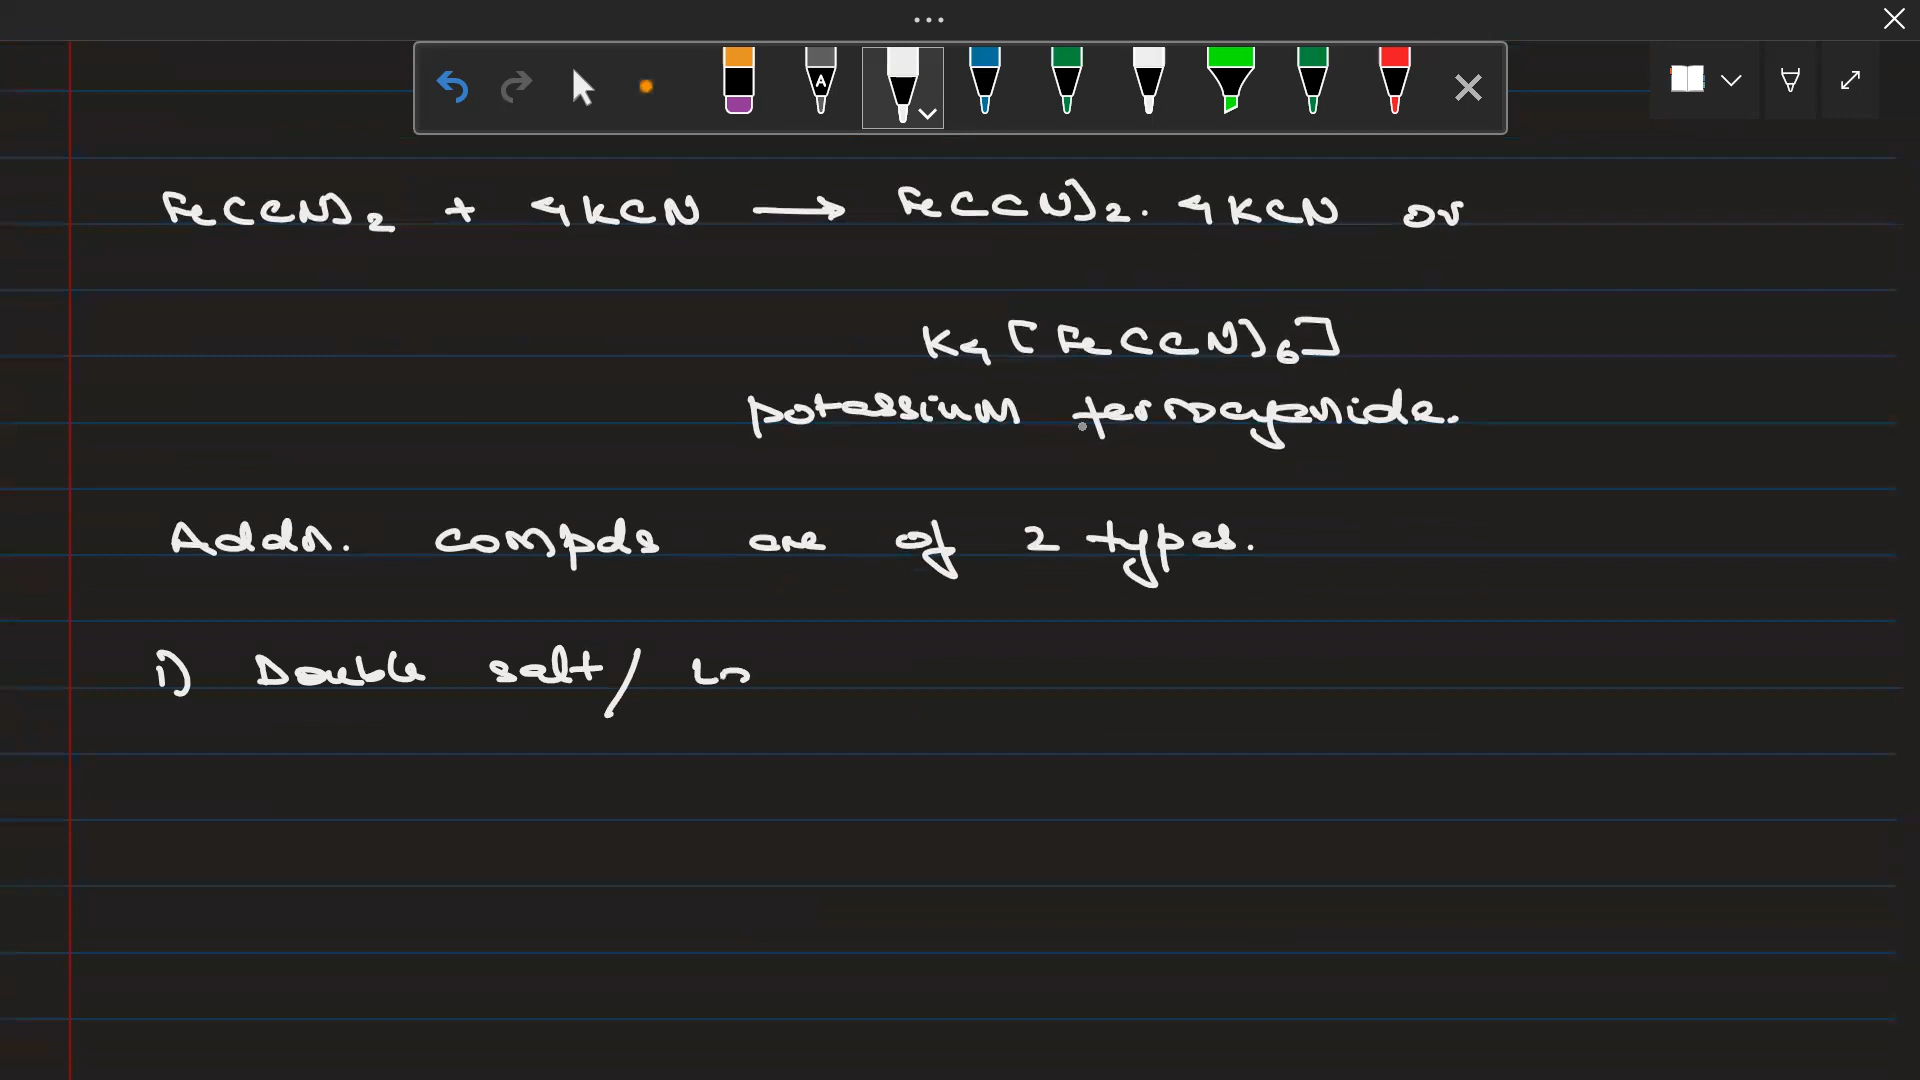 Fe(CN)₂ + 4KCN → Fe(CN)₂. 4KCN or
K₄[Fe(CN)₆]
potassium ferrocyanide.
Addn. compds are of 2 types.
i) Double salt/